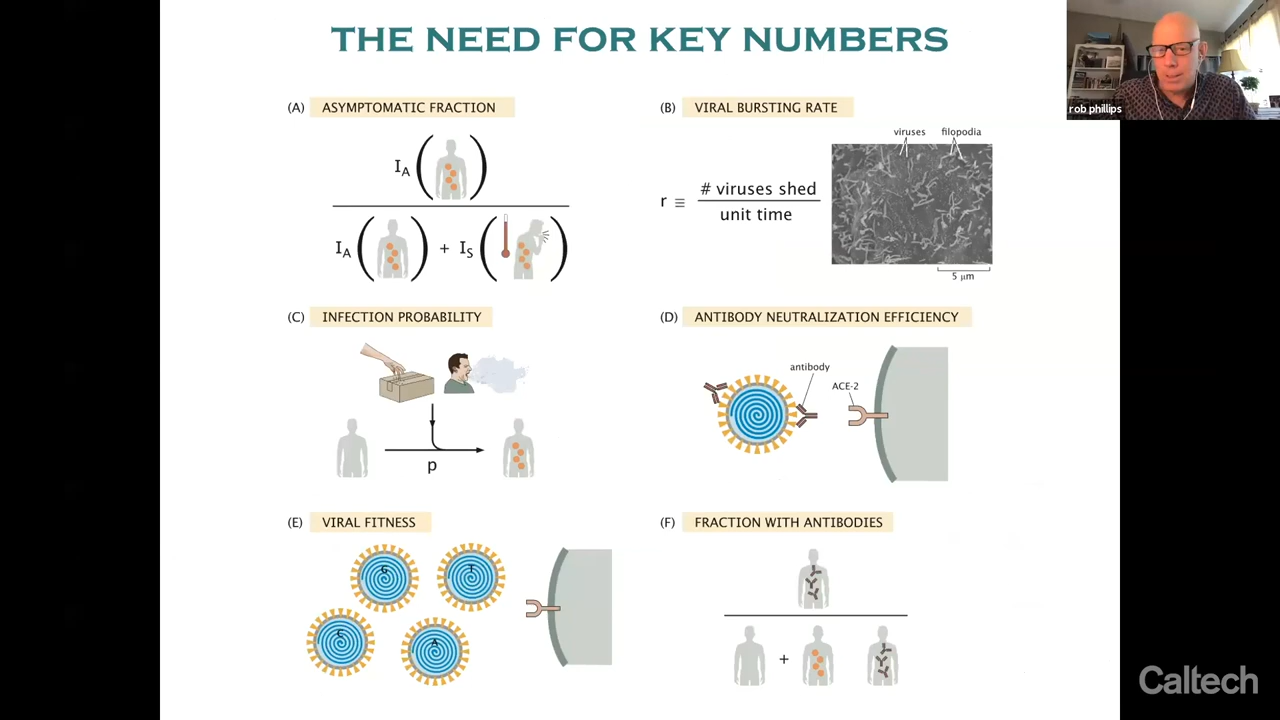 THE NEED FOR KEY NUMBERS
rob phillips
(A) ASYMPTOMATIC FRACTION
I_A
I_A + I_S
(B) VIRAL BURSTING RATE
viruses filopodia
r ≡ # viruses shed
unit time
5 μm
(C) INFECTION PROBABILITY
p
(D) ANTIBODY NEUTRALIZATION EFFICIENCY
antibody
ACE-2
(E) VIRAL FITNESS
G T
C A
(F) FRACTION WITH ANTIBODIES
+
Caltech